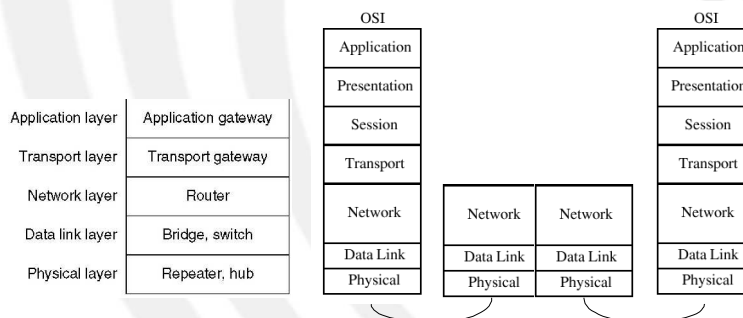 OSI
Application
Presentation
Session
Transport
Network
Data Link
Physical
Application layer Application gateway
Transport layer Transport gateway
Network layer Router
Data link layer Bridge, switch
Physical layer Repeater, hub
Network Network
Data Link Data Link
Physical Physical
OSI
Application
Presentation
Session
Transport
Network
Data Link
Physical